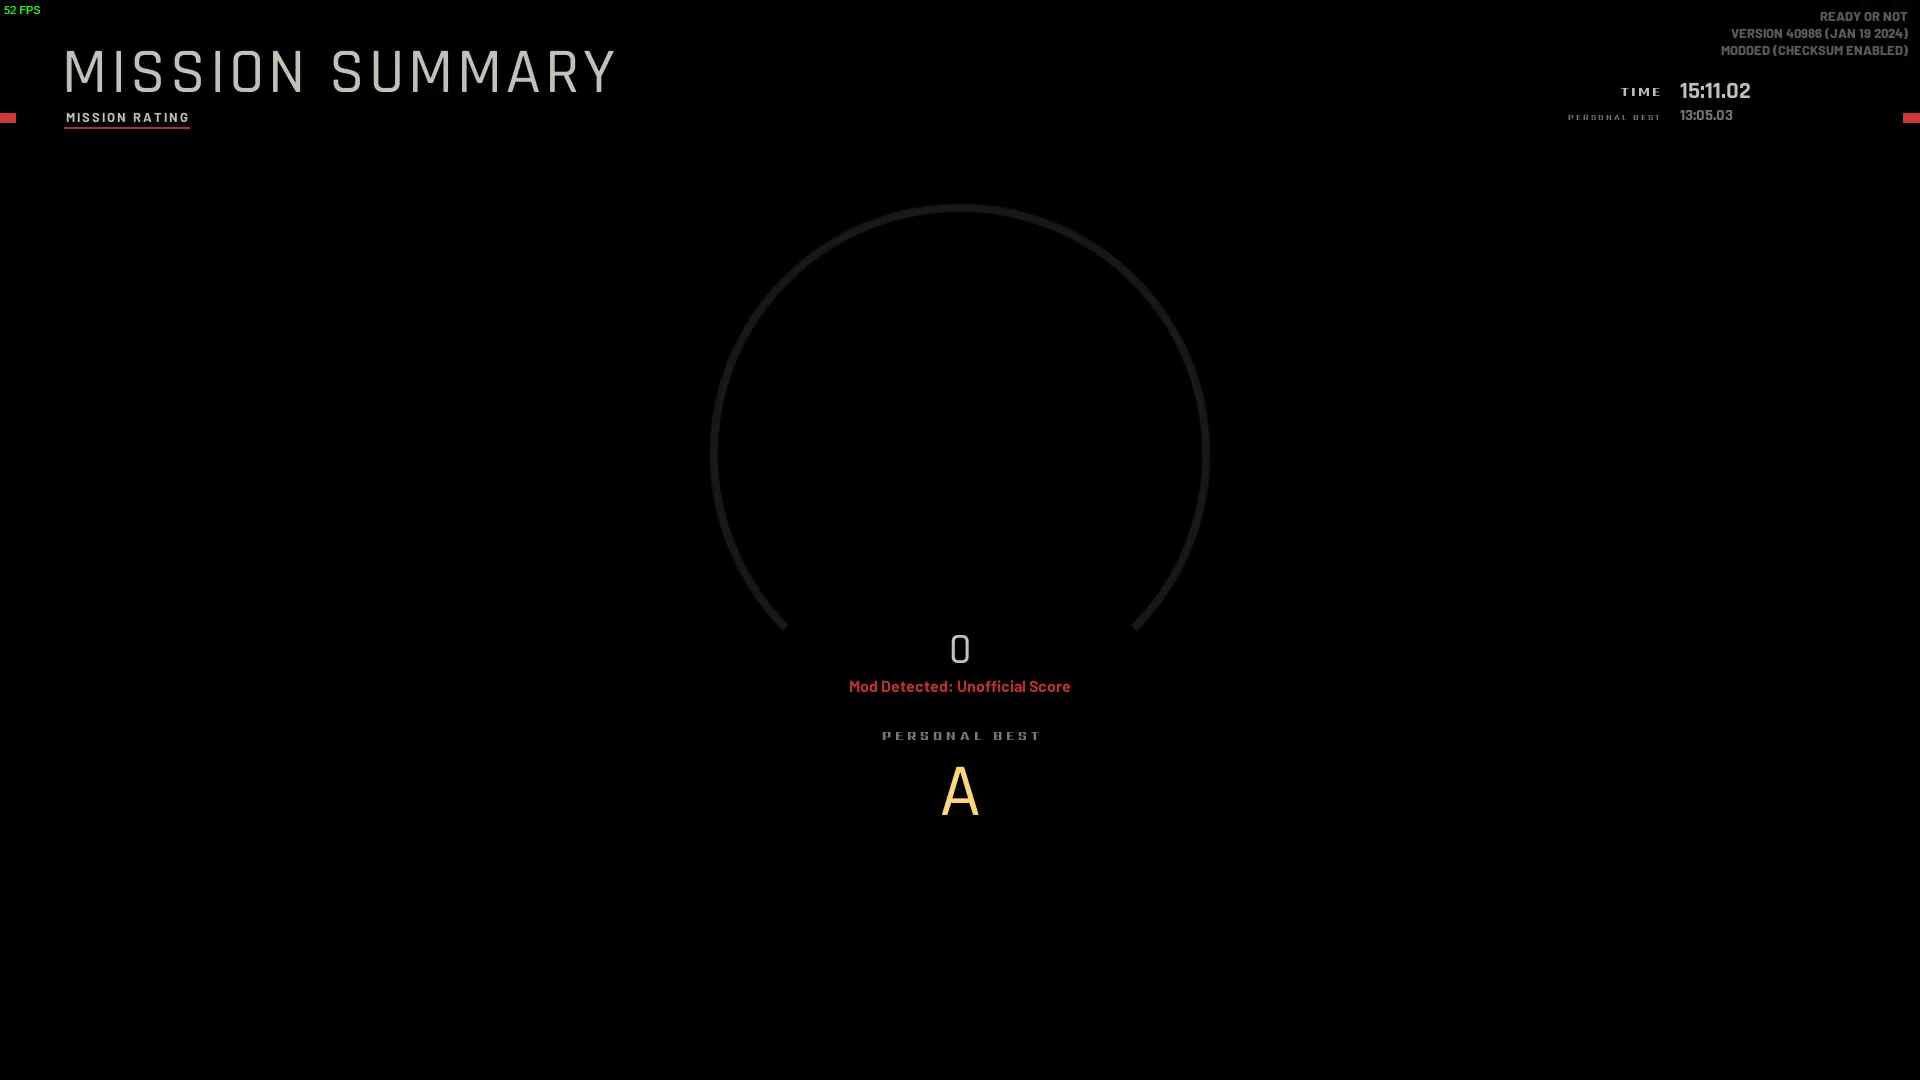 52 FPS
READY OR NOT
VERSION 40986 (JAN 19 2024)
MODDED (CHECKSUM ENABLED)
MISSION SUMMARY
MISSION RATING
TIME 15:11.02
PERSONAL BEST 13:05.03
0
Mod Detected: Unofficial Score
PERSONAL BEST
A